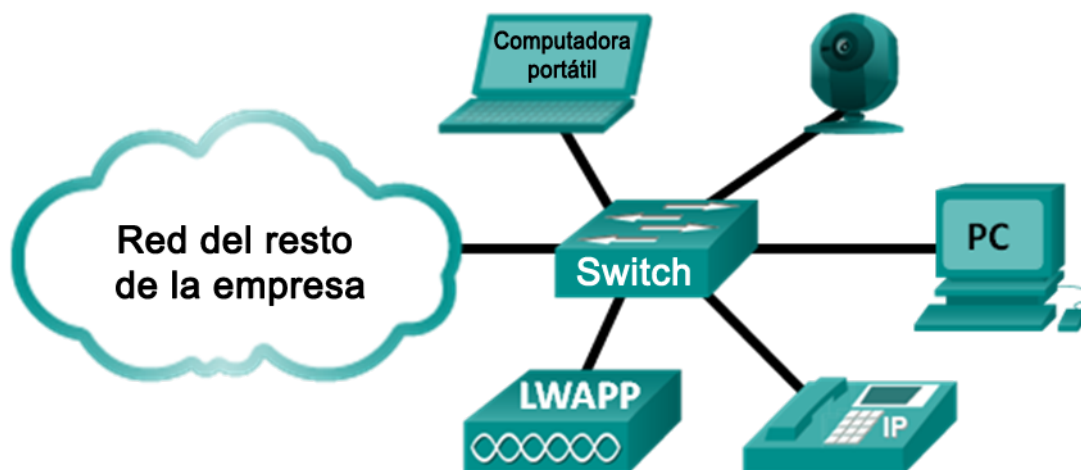 Computadora
portátil
Red del resto
de la empresa
Switch
PC
LWAPP
IP